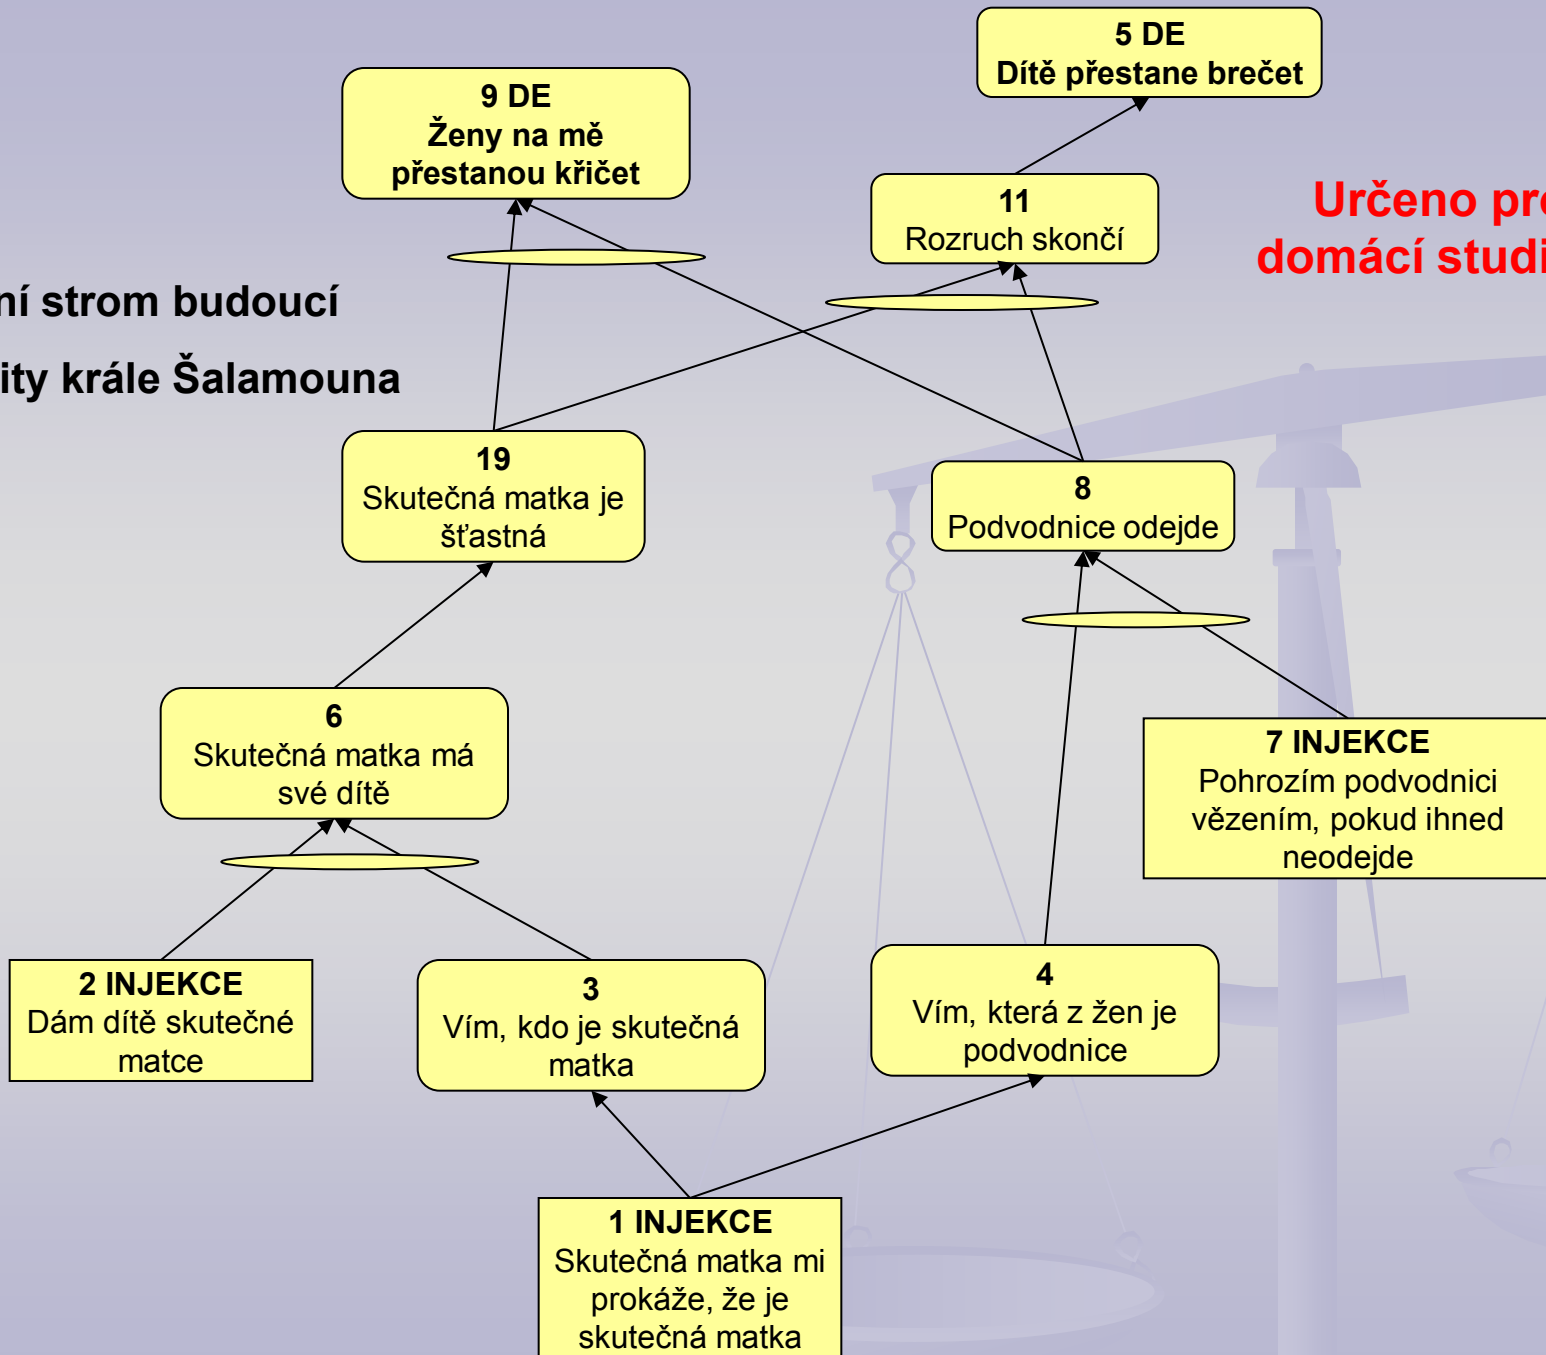 5 DE
Dítě přestane brečet
9 DE
Ženy na mě
přestanou křičet
11
Rozruch skončí
Určeno pro
domácí studi
ní strom budoucí
ity krále Šalamouna
19
Skutečná matka je
šťastná
8
Podvodnice odejde
6
Skutečná matka má
své dítě
7 INJEKCE
Pohrozím podvodnici
vězením, pokud ihned
neodejde
2 INJEKCE
Dám dítě skutečné
matce
3
Vím, kdo je skutečná
matka
4
Vím, která z žen je
podvodnice
1 INJEKCE
Skutečná matka mi
prokáže, že je
skutečná matka